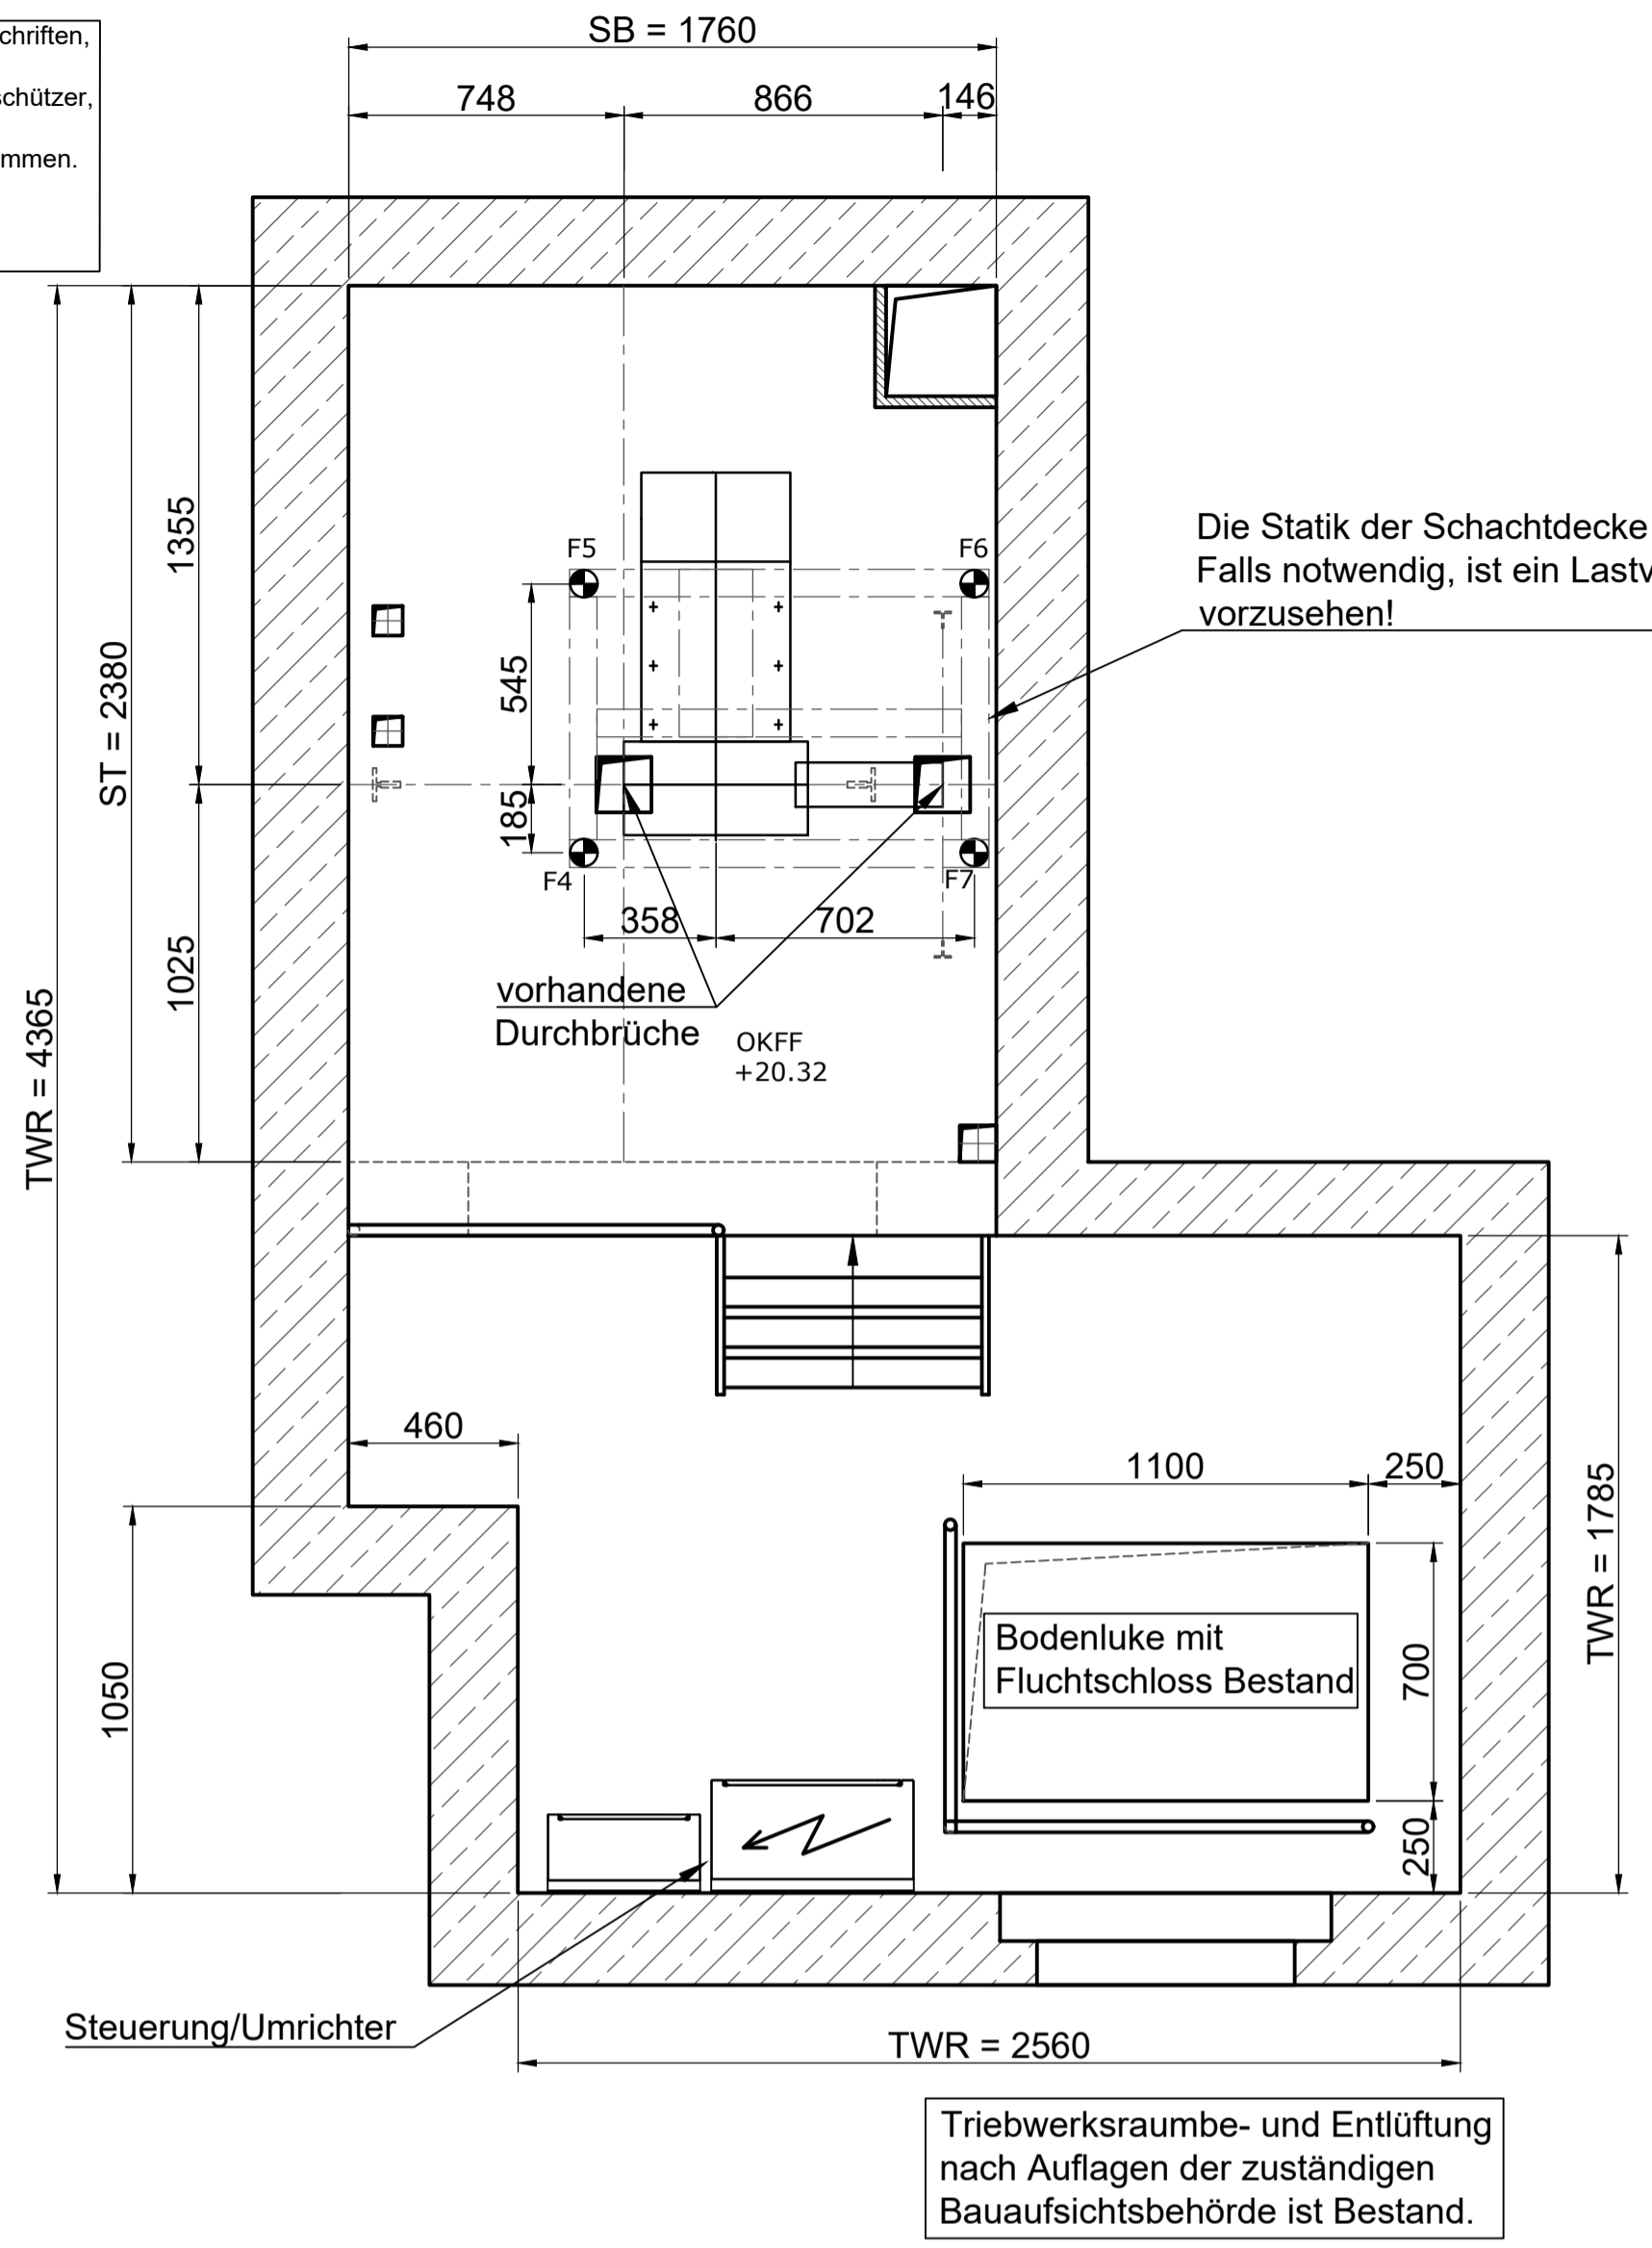 chriften,
schützer,
mmen.
SB = 1760
748
866
146
Die Statik der Schachtdecke
Falls notwendig, ist ein Lastv
vorzusehen!
1355
ST = 2380
1025
TWR = 4365
F5
F6
545
185
F4
F7
358
702
vorhandene
Durchbrüche
OKFF
+20.32
460
1050
1100
250
700
250
TWR = 1785
Bodenluke mit
Fluchtschloss Bestand
Steuerung/Umrichter
TWR = 2560
Triebwerksraumbe- und Entlüftung
nach Auflagen der zuständigen
Bauaufsichtsbehörde ist Bestand.